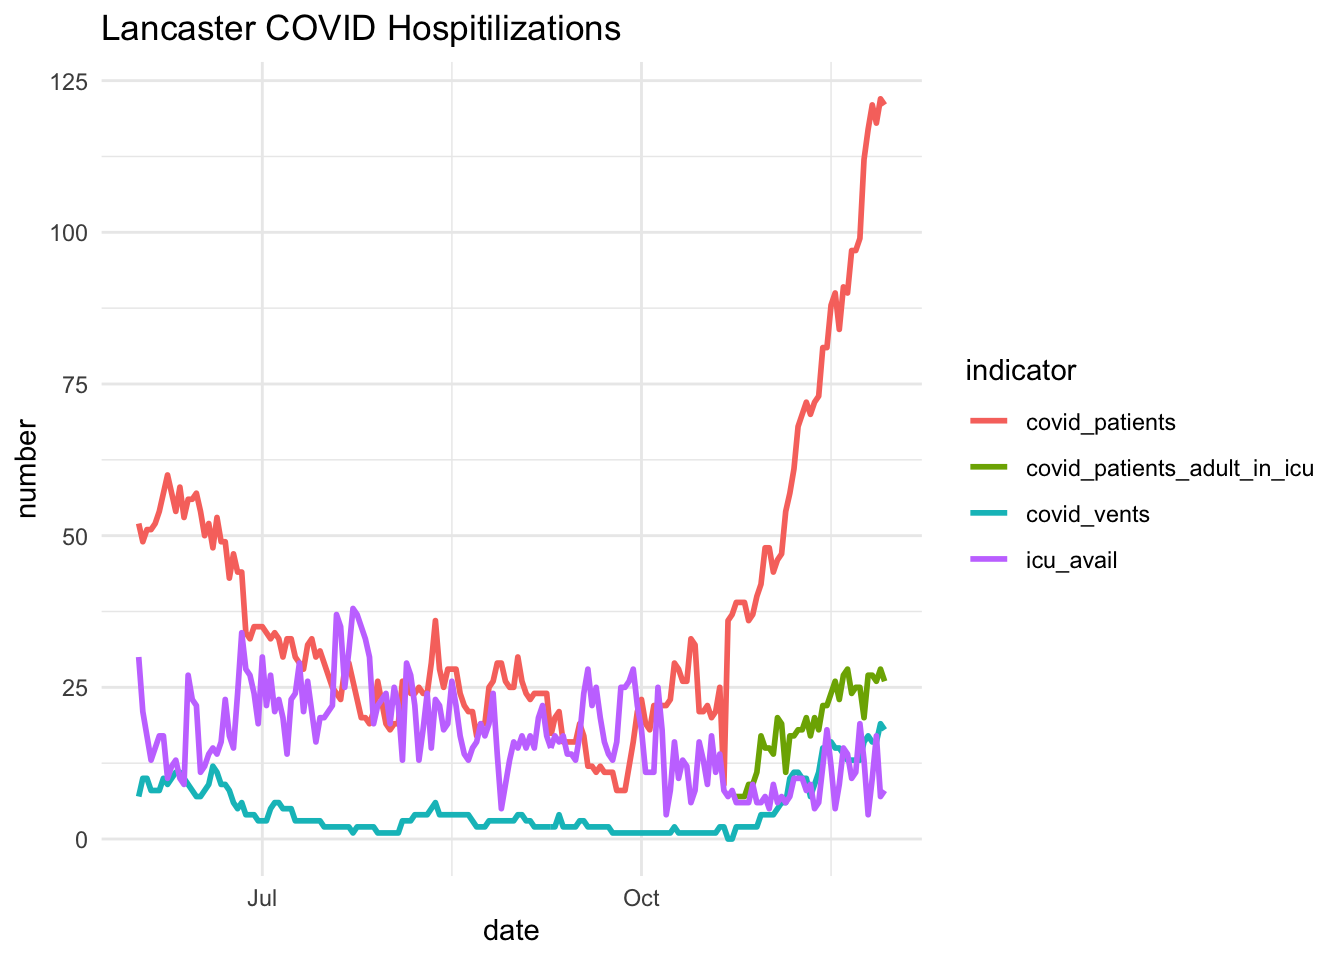 Lancaster COVID Hospitilizations
125
100
75
50
25
0
number
Jul
Oct
date
indicator
covid_patients
covid_patients_adult_in_icu
covid_vents
icu_avail